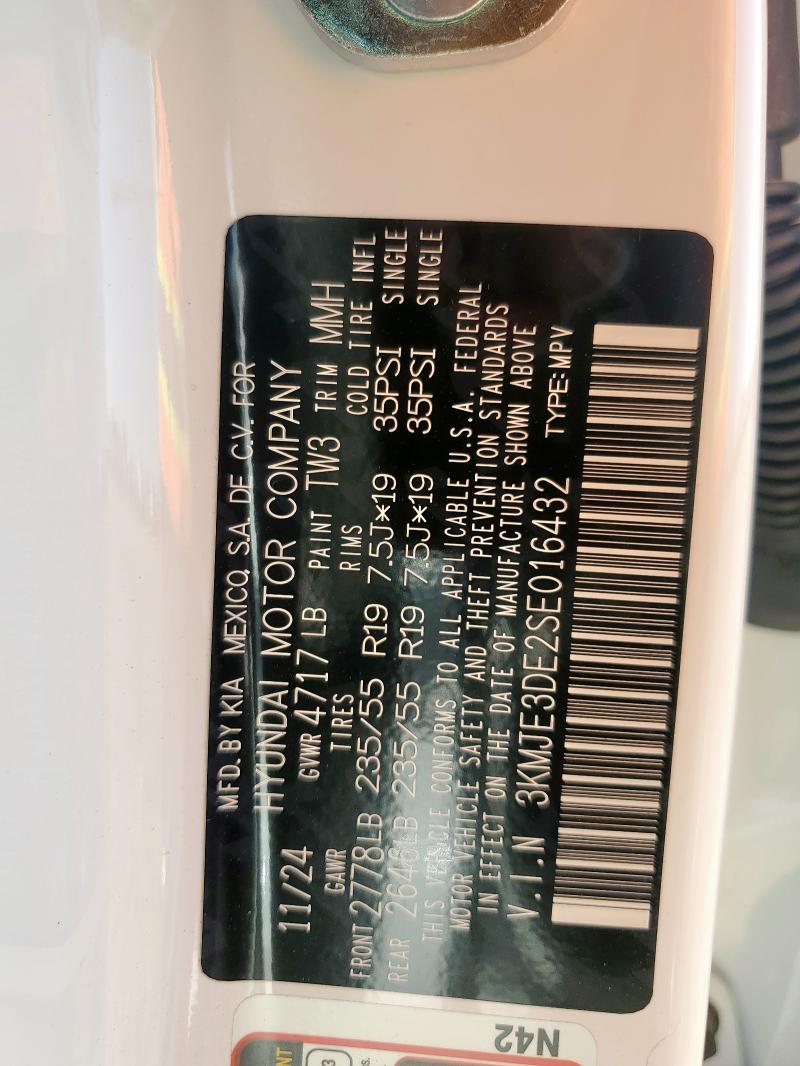 MFD. BY KIA MEXICO, S.A. DE C.V. FOR
HYUNDAI MOTOR COMPANY
11/24 GVWR 4717 LB PAINT TW3 TRIM MMH
GAWR TIRES RIMS COLD TIRE INFL
FRONT 2778LB 235/55 R19 7.5J*19 35PSI SINGLE
REAR 2646LB 235/55 R19 7.5J*19 35PSI SINGLE
THIS VEHICLE CONFORMS TO ALL APPLICABLE U.S.A. FEDERAL
MOTOR VEHICLE SAFETY AND THEFT PREVENTION STANDARDS
IN EFFECT ON THE DATE OF MANUFACTURE SHOWN ABOVE
V.I.N 3KMJE3DE2SE016432 TYPE:MPV
N42
3